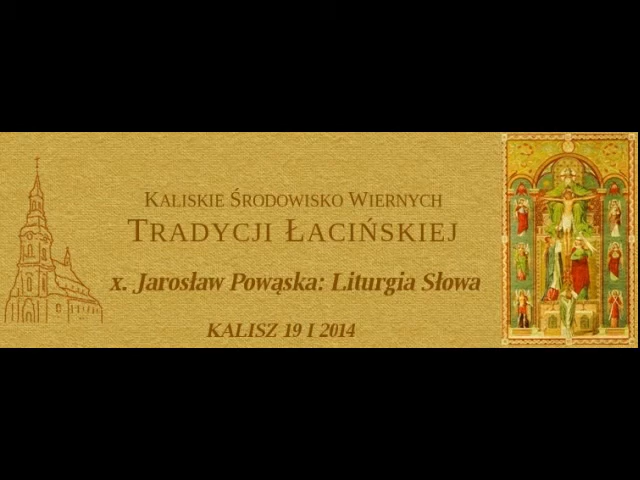 Kaliskie Środowisko Wiernych
Tradycji Łacińskiej
x. Jarosław Powąska: Liturgia Słowa
KALISZ 19 I 2014